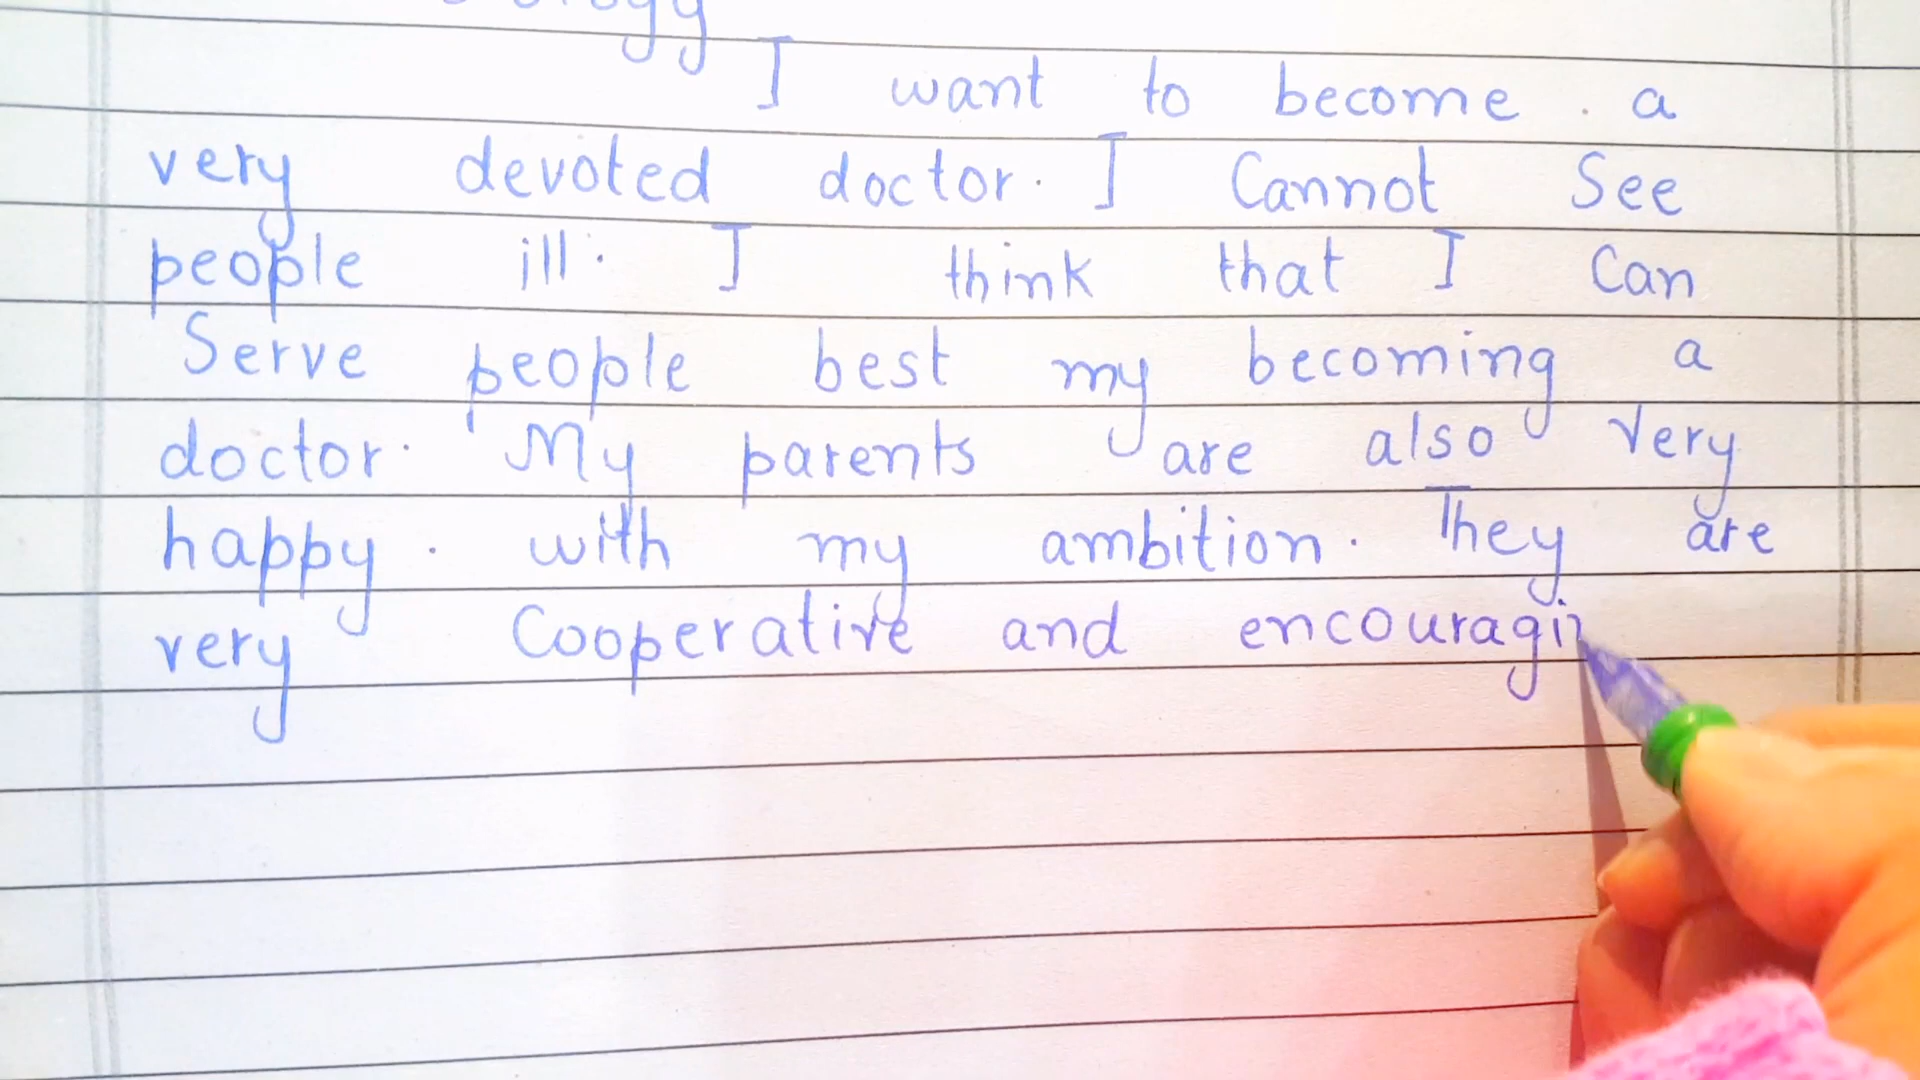 I want to become a
very devoted doctor. I Cannot See
people ill. I think that I Can
Serve people best my becoming a
doctor. My parents are also very
happy. with my ambition. They are
very Cooperative and encouragin